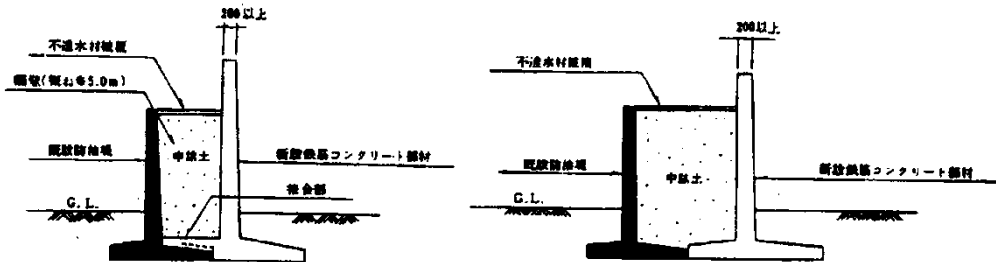 200以上
不透水材被覆
隔壁(概ね@5.0m)
既設防油堤
中詰土
新設鉄筋コンクリート部材
接合部
G.L.
200以上
不透水材被覆
既設防油堤
中詰土
新設鉄筋コンクリート部材
G.L.